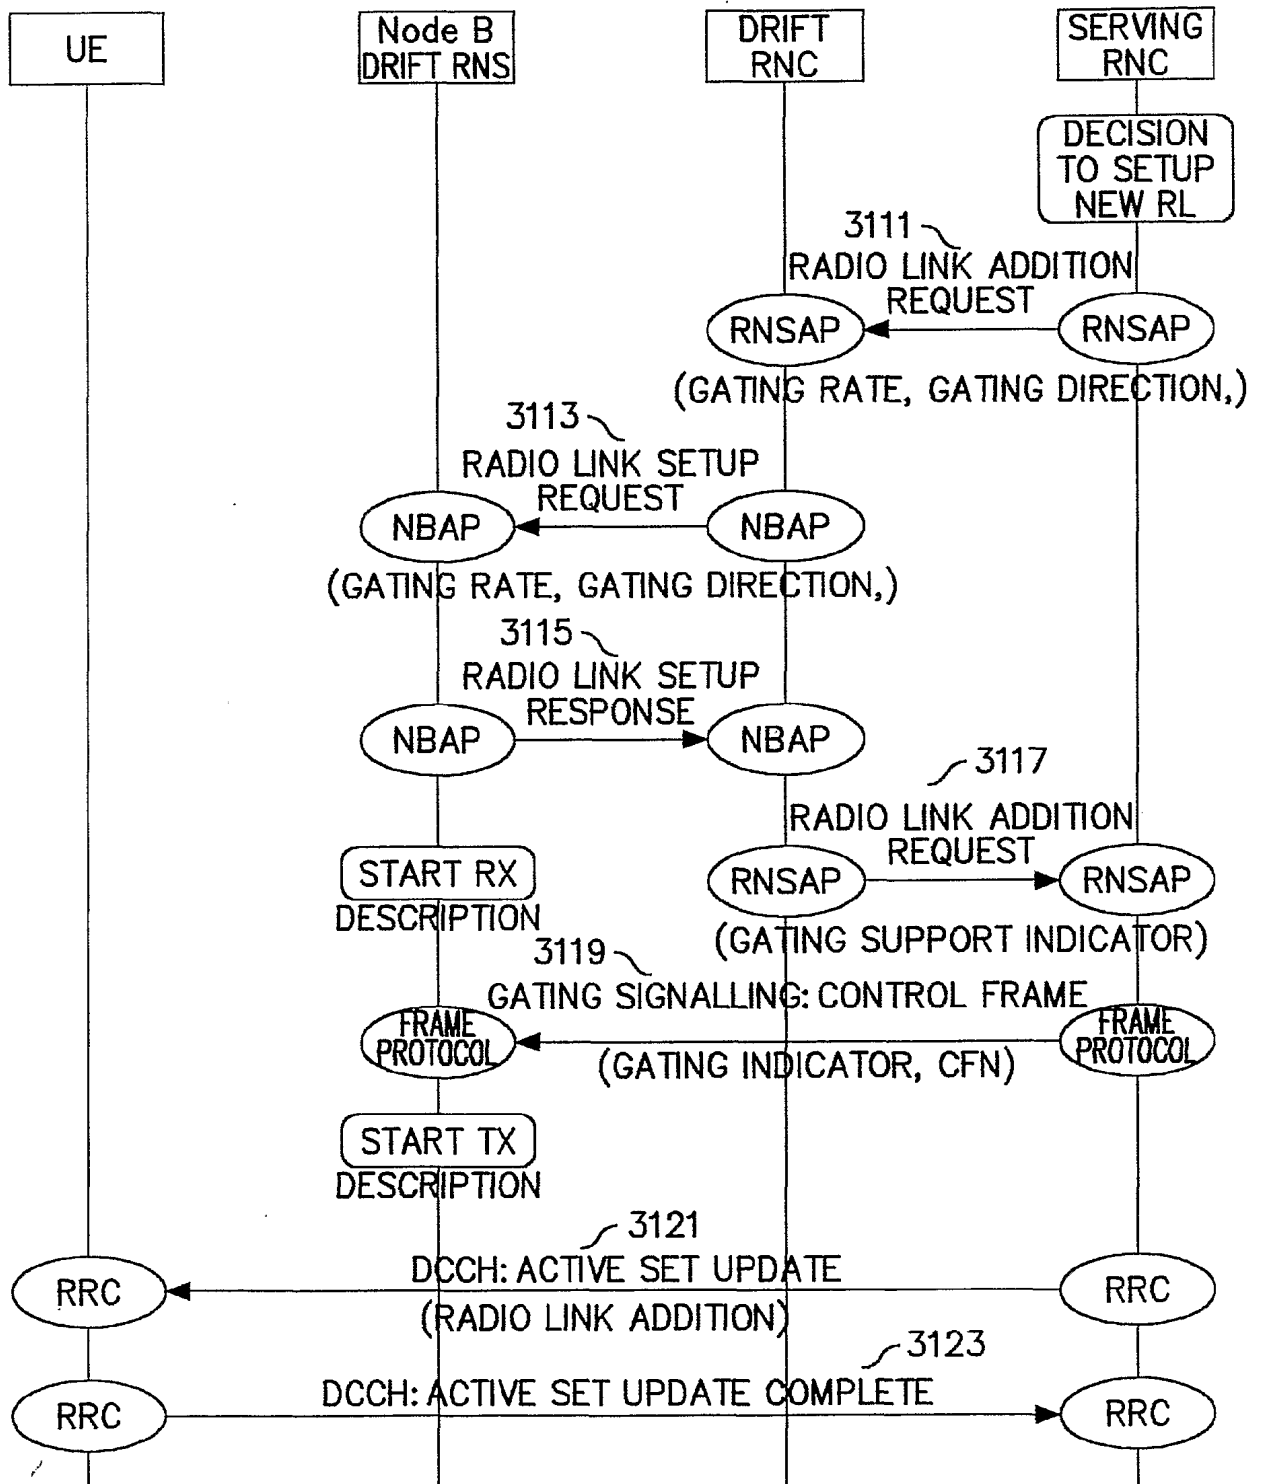 UE
Node B
DRIFT RNS
DRIFT
RNC
SERVING
RNC
DECISION
TO SETUP
NEW RL
3111
RADIO LINK ADDITION
REQUEST
RNSAP
RNSAP
(GATING RATE, GATING DIRECTION,)
3113
RADIO LINK SETUP
REQUEST
NBAP
NBAP
(GATING RATE, GATING DIRECTION,)
3115
RADIO LINK SETUP
RESPONSE
NBAP
NBAP
3117
RADIO LINK ADDITION
REQUEST
RNSAP
RNSAP
(GATING SUPPORT INDICATOR)
START RX
DESCRIPTION
3119
GATING SIGNALLING: CONTROL FRAME
FRAME
PROTOCOL
FRAME
PROTOCOL
(GATING INDICATOR, CFN)
START TX
DESCRIPTION
3121
DCCH: ACTIVE SET UPDATE
RRC
RRC
(RADIO LINK ADDITION)
3123
DCCH: ACTIVE SET UPDATE COMPLETE
RRC
RRC